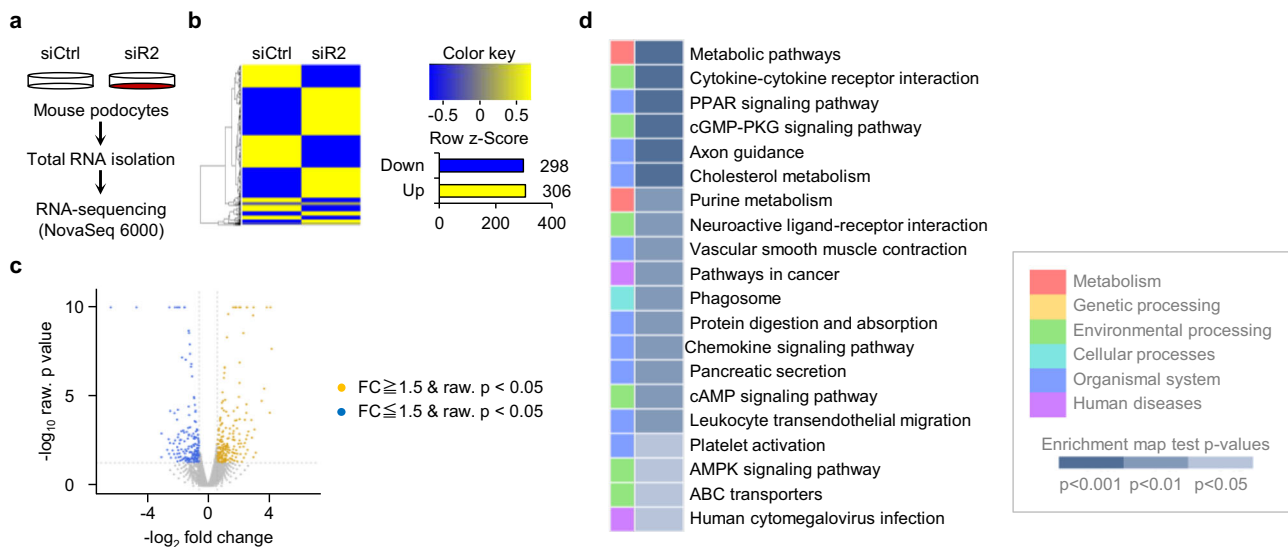 a
siCtrl siR2
Mouse podocytes
Total RNA isolation
RNA-sequencing
(NovaSeq 6000)
b
siCtrl siR2
Color key
-0.5 0 0.5
Row z-Score
Down 298
Up 306
0 200 400
c
10
5
0
-log10 raw. p value
-4 0 4
-log2 fold change
FC≧1.5 & raw. p < 0.05
FC≦1.5 & raw. p < 0.05
d
Metabolic pathways
Cytokine-cytokine receptor interaction
PPAR signaling pathway
cGMP-PKG signaling pathway
Axon guidance
Cholesterol metabolism
Purine metabolism
Neuroactive ligand-receptor interaction
Vascular smooth muscle contraction
Pathways in cancer
Phagosome
Protein digestion and absorption
Chemokine signaling pathway
Pancreatic secretion
cAMP signaling pathway
Leukocyte transendothelial migration
Platelet activation
AMPK signaling pathway
ABC transporters
Human cytomegalovirus infection
Metabolism
Genetic processing
Environmental processing
Cellular processes
Organismal system
Human diseases
Enrichment map test p-values
p<0.001 p<0.01 p<0.05